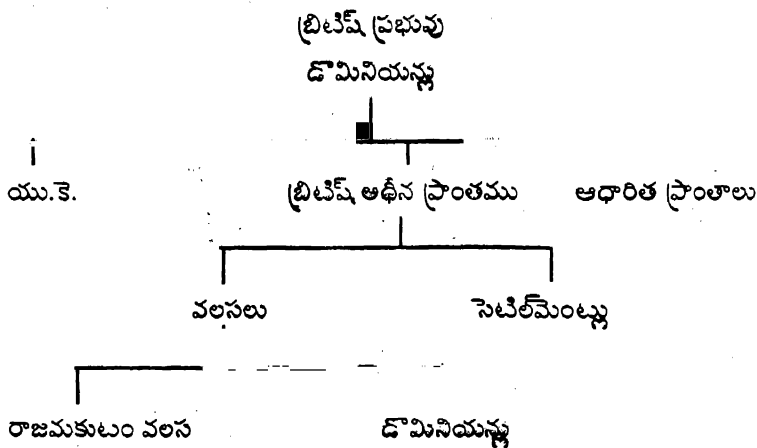 బ్రిటిష్ ప్రభువు
డొమినియన్లు
యు.కె. బ్రిటిష్ అధీన ప్రాంతము ఆధారిత ప్రాంతాలు
వలసలు సెటిల్‌మెంట్లు
రాజమకుటం వలస డొమినియన్లు